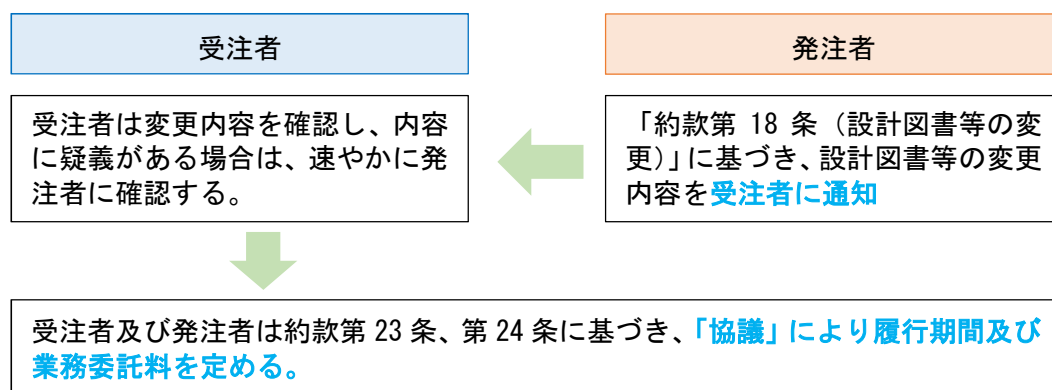 受注者
発注者
受注者は変更内容を確認し、内容
に疑義がある場合は、速やかに発
注者に確認する。
「約款第 18 条（設計図書等の変
更）」に基づき、設計図書等の変更
内容を受注者に通知
受注者及び発注者は約款第 23 条、第 24 条に基づき、「協議」により履行期間及び
業務委託料を定める。